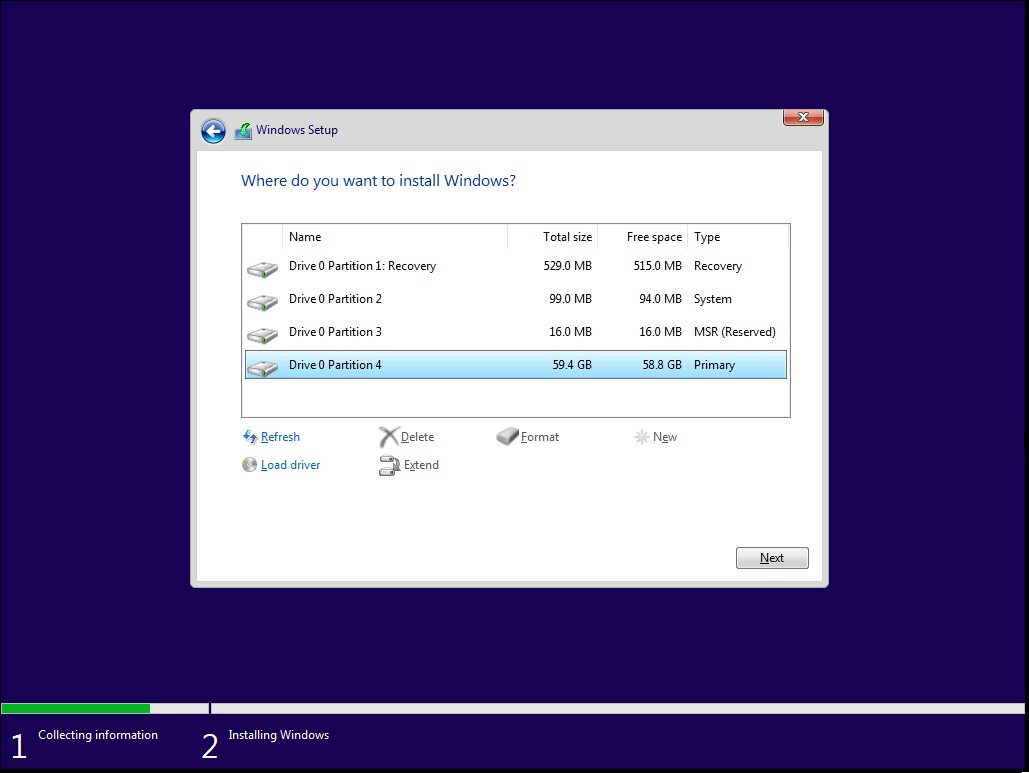 Windows Setup
Where do you want to install Windows?
Name Total size Free space Type
Drive 0 Partition 1: Recovery 529.0 MB 515.0 MB Recovery
Drive 0 Partition 2 99.0 MB 94.0 MB System
Drive 0 Partition 3 16.0 MB 16.0 MB MSR (Reserved)
Drive 0 Partition 4 59.4 GB 58.8 GB Primary
Refresh Delete Format New
Load driver Extend
Next
1 Collecting information 2 Installing Windows